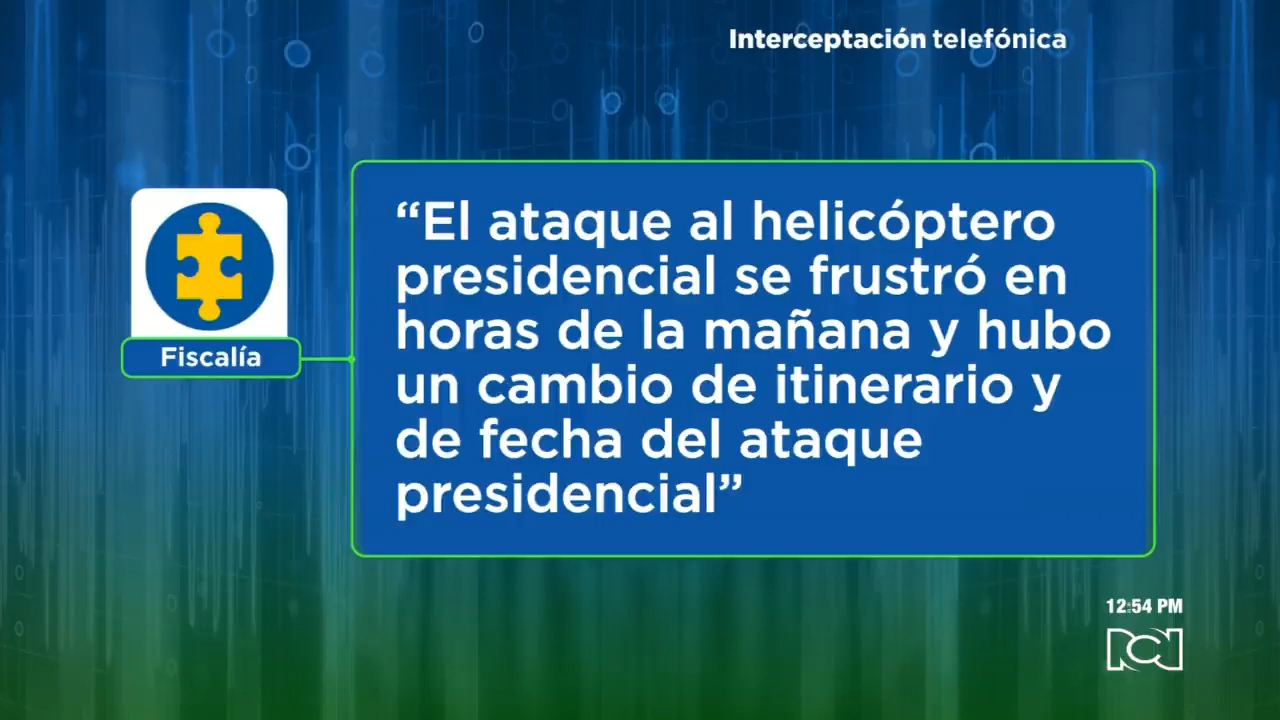 Interceptación telefónica
“El ataque al helicóptero
presidencial se frustró en
horas de la mañana y hubo
un cambio de itinerario y
de fecha del ataque
presidencial”
Fiscalía
12:54 PM
RCN